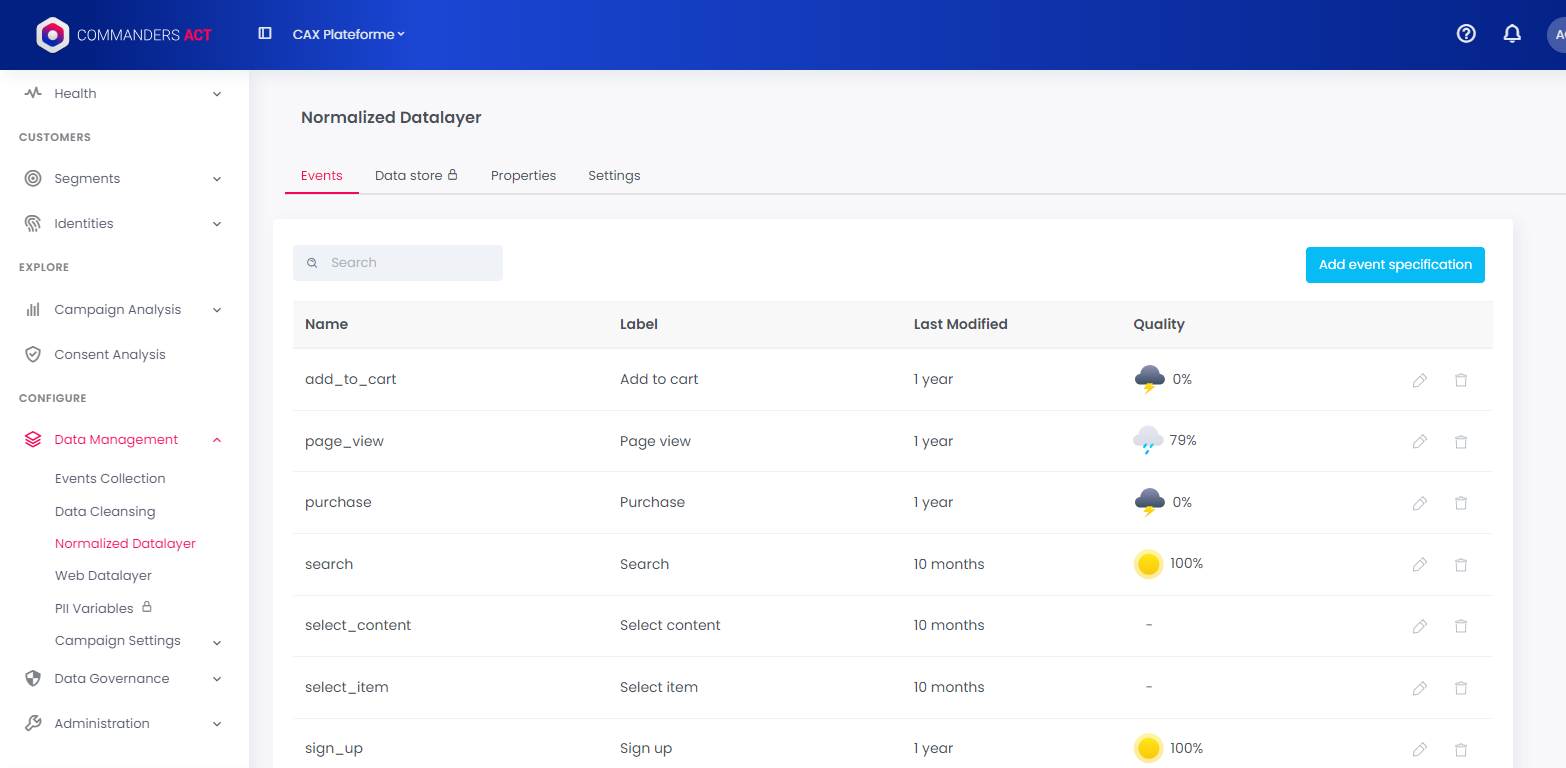 COMMANDERS ACT
CAX Plateforme
Health
CUSTOMERS
Segments
Identities
EXPLORE
Campaign Analysis
Consent Analysis
CONFIGURE
Data Management
Events Collection
Data Cleansing
Normalized Datalayer
Web Datalayer
PII Variables
Campaign Settings
Data Governance
Administration
Normalized Datalayer
Events Data store Properties Settings
Search
Add event specification
Name Label Last Modified Quality
add_to_cart Add to cart 1 year 0%
page_view Page view 1 year 79%
purchase Purchase 1 year 0%
search Search 10 months 100%
select_content Select content 10 months -
select_item Select item 10 months -
sign_up Sign up 1 year 100%